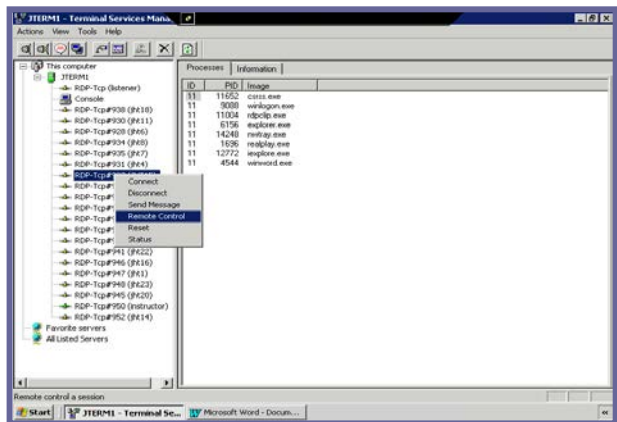 JTERM1 - Terminal Services Mana
Actions View Tools Help
This computer
JTERM1
RDP-Tcp (listener)
Console
RDP-Tcp#938 (jht18)
RDP-Tcp#930 (jht11)
RDP-Tcp#928 (jht6)
RDP-Tcp#934 (jht8)
RDP-Tcp#935 (jht7)
RDP-Tcp#931 (jht4)
RDP-Tcp#941 (jht22)
RDP-Tcp#946 (jht16)
RDP-Tcp#947 (jht1)
RDP-Tcp#948 (jht23)
RDP-Tcp#945 (jht20)
RDP-Tcp#950 (instructor)
RDP-Tcp#952 (jht14)
Favorite servers
All Listed Servers
Connect
Disconnect
Send Message
Remote Control
Reset
Status
Processes Information
ID PID Image
11 11652 csrss.exe
11 9088 winlogon.exe
11 11004 rdpclip.exe
11 6156 explorer.exe
11 14248 nwtray.exe
11 1696 realplay.exe
11 12772 iexplore.exe
11 4544 winword.exe
Remote control a session
Start JTERM1 - Terminal Se... Microsoft Word - Docum...